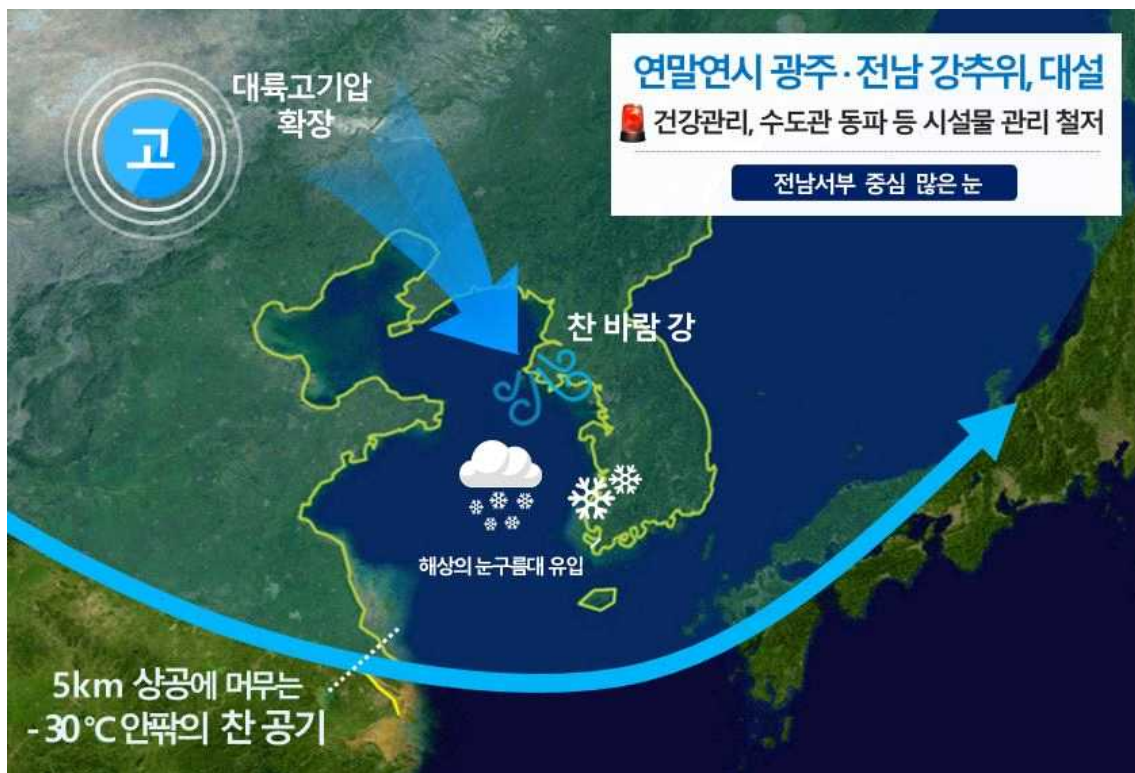 대륙고기압
확장
고
연말연시 광주·전남 강추위, 대설
건강관리, 수도관 동파 등 시설물 관리 철저
전남서부 중심 많은 눈
찬 바람 강
해상의 눈구름대 유입
5km 상공에 머무는
-30℃ 안팎의 찬 공기